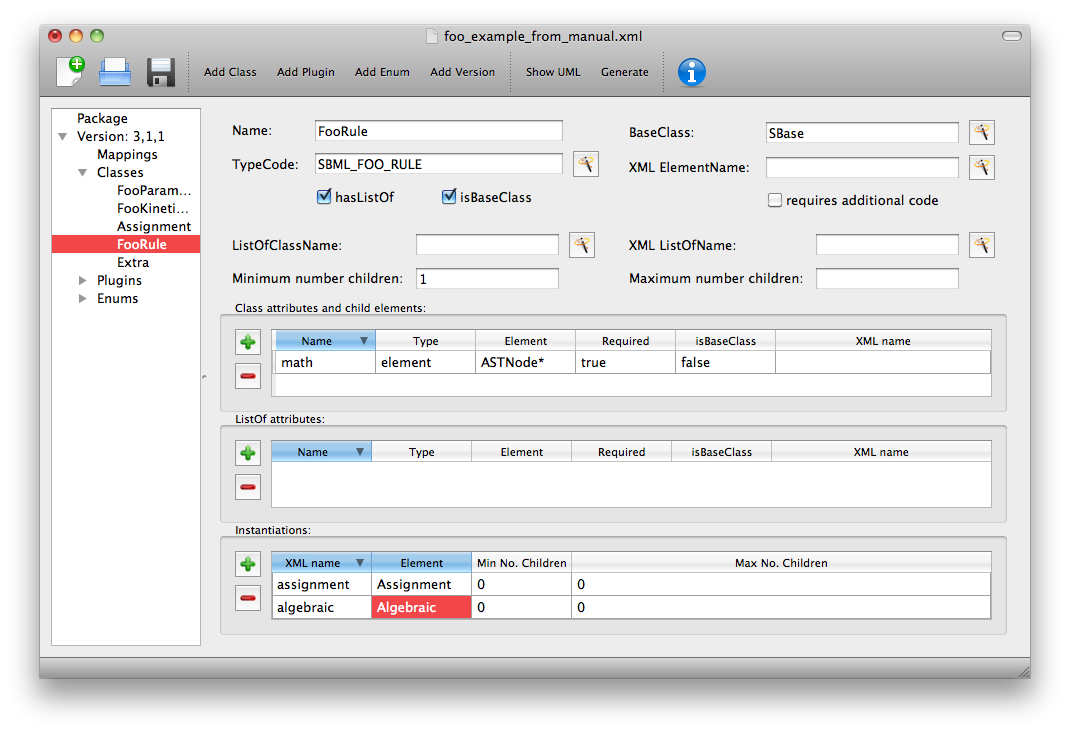 foo_example_from_manual.xml
Add Class Add Plugin Add Enum Add Version Show UML Generate
Package
Version: 3,1,1
Mappings
Classes
FooParam...
FooKineti...
Assignment
FooRule
Extra
Plugins
Enums
Name: FooRule BaseClass: SBase
TypeCode: SBML_FOO_RULE XML ElementName:
hasListOf isBaseClass requires additional code
ListOfClassName: XML ListOfName:
Minimum number children: 1 Maximum number children:
Class attributes and child elements:
Name Type Element Required isBaseClass XML name
math element ASTNode* true false
ListOf attributes:
Name Type Element Required isBaseClass XML name
Instantiations:
XML name Element Min No. Children Max No. Children
assignment Assignment 0 0
algebraic Algebraic 0 0